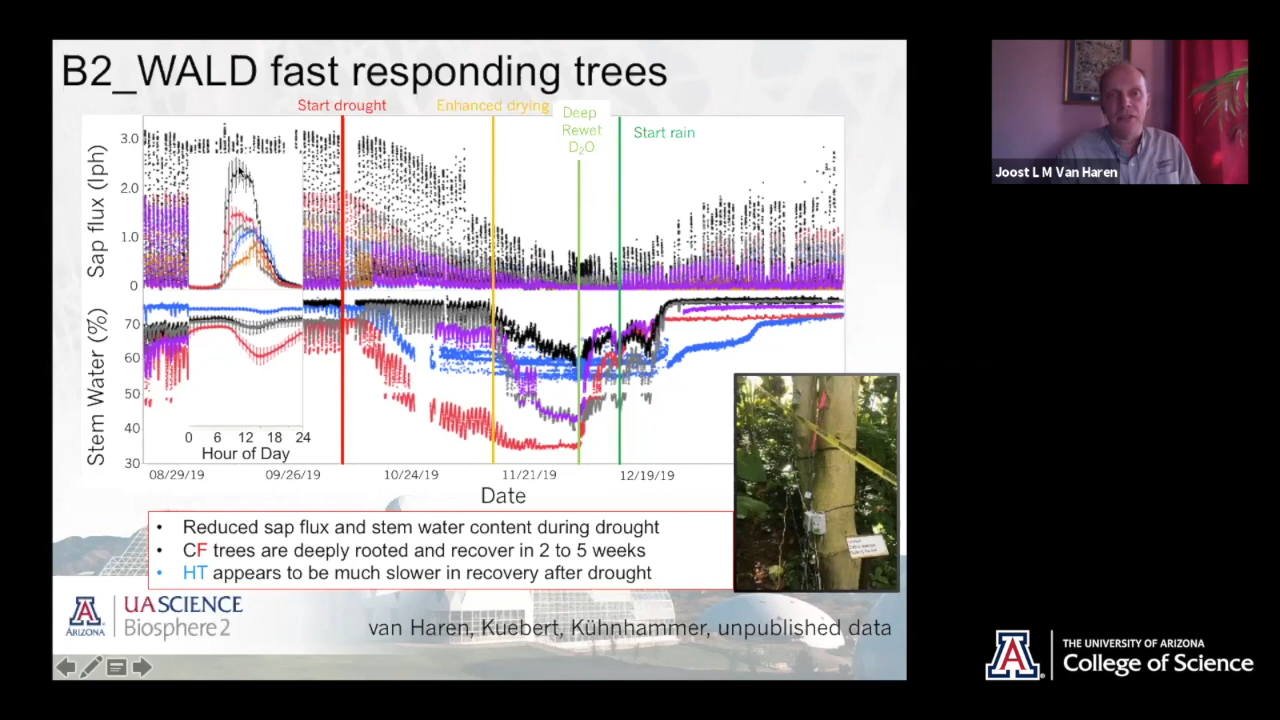 B2_WALD fast responding trees
Start drought
Enhanced drying
Deep
Rewet
D₂O
Start rain
Sap flux (lph)
3.0
2.0
1.0
0
Stem Water (%)
70
60
50
40
30
0 6 12 18 24
Hour of Day
08/29/19 09/26/19 10/24/19 11/21/19 12/19/19
Date
• Reduced sap flux and stem water content during drought
• CF trees are deeply rooted and recover in 2 to 5 weeks
• HT appears to be much slower in recovery after drought
A
ARIZONA
UASCIENCE
Biosphere2
van Haren, Kuebert, Kühnhammer, unpublished data
Joost L M Van Haren
A
THE UNIVERSITY OF ARIZONA
College of Science